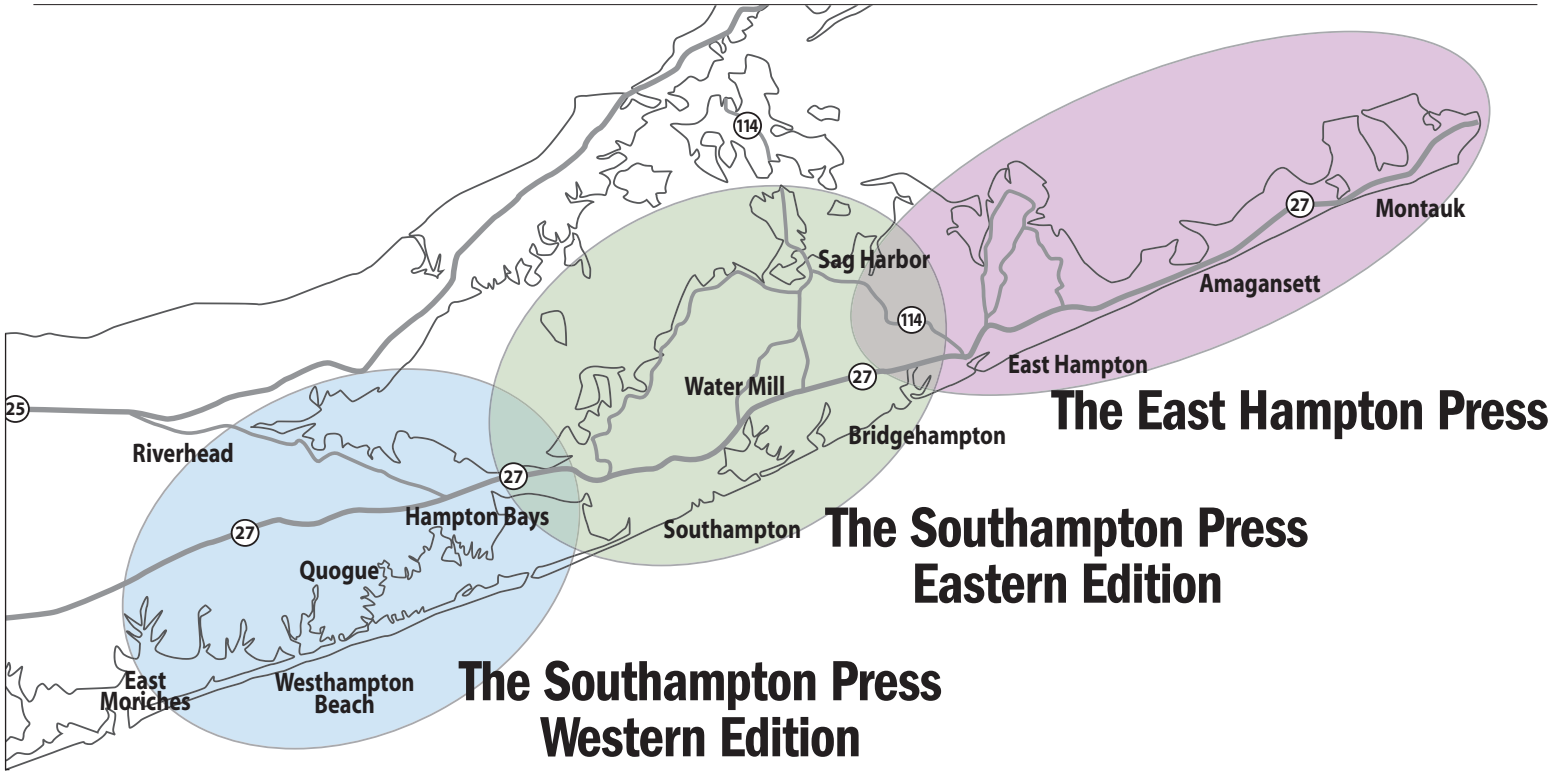 114
27
Montauk
Sag Harbor
Amagansett
114
East Hampton
27
Water Mill
25
The East Hampton Press
Bridgehampton
Riverhead
27
Hampton Bays
Southampton
The Southampton Press
Eastern Edition
27
Quogue
East
Moriches
Westhampton
Beach
The Southampton Press
Western Edition